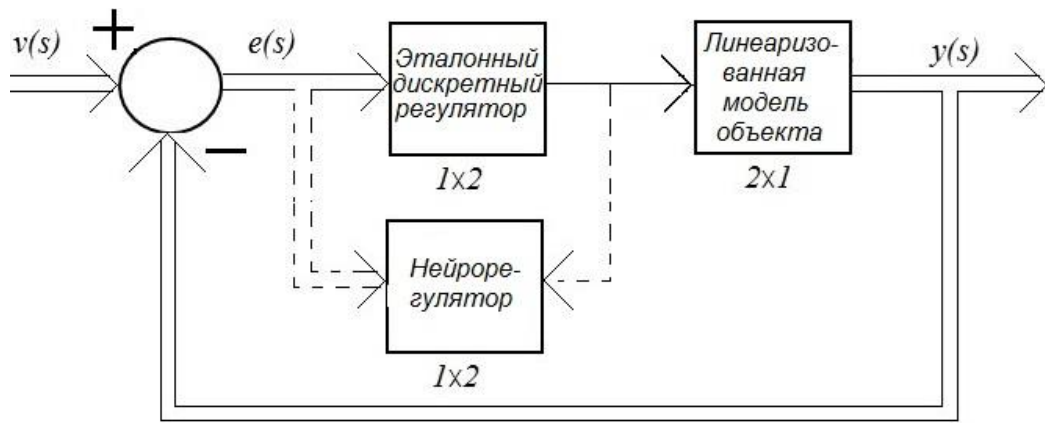 v(s)
+
e(s)
Эталонный
дискретный
регулятор
Линеаризо-
ванная
модель
объекта
y(s)
−
1x2
2x1
Нейроре-
гулятор
1x2